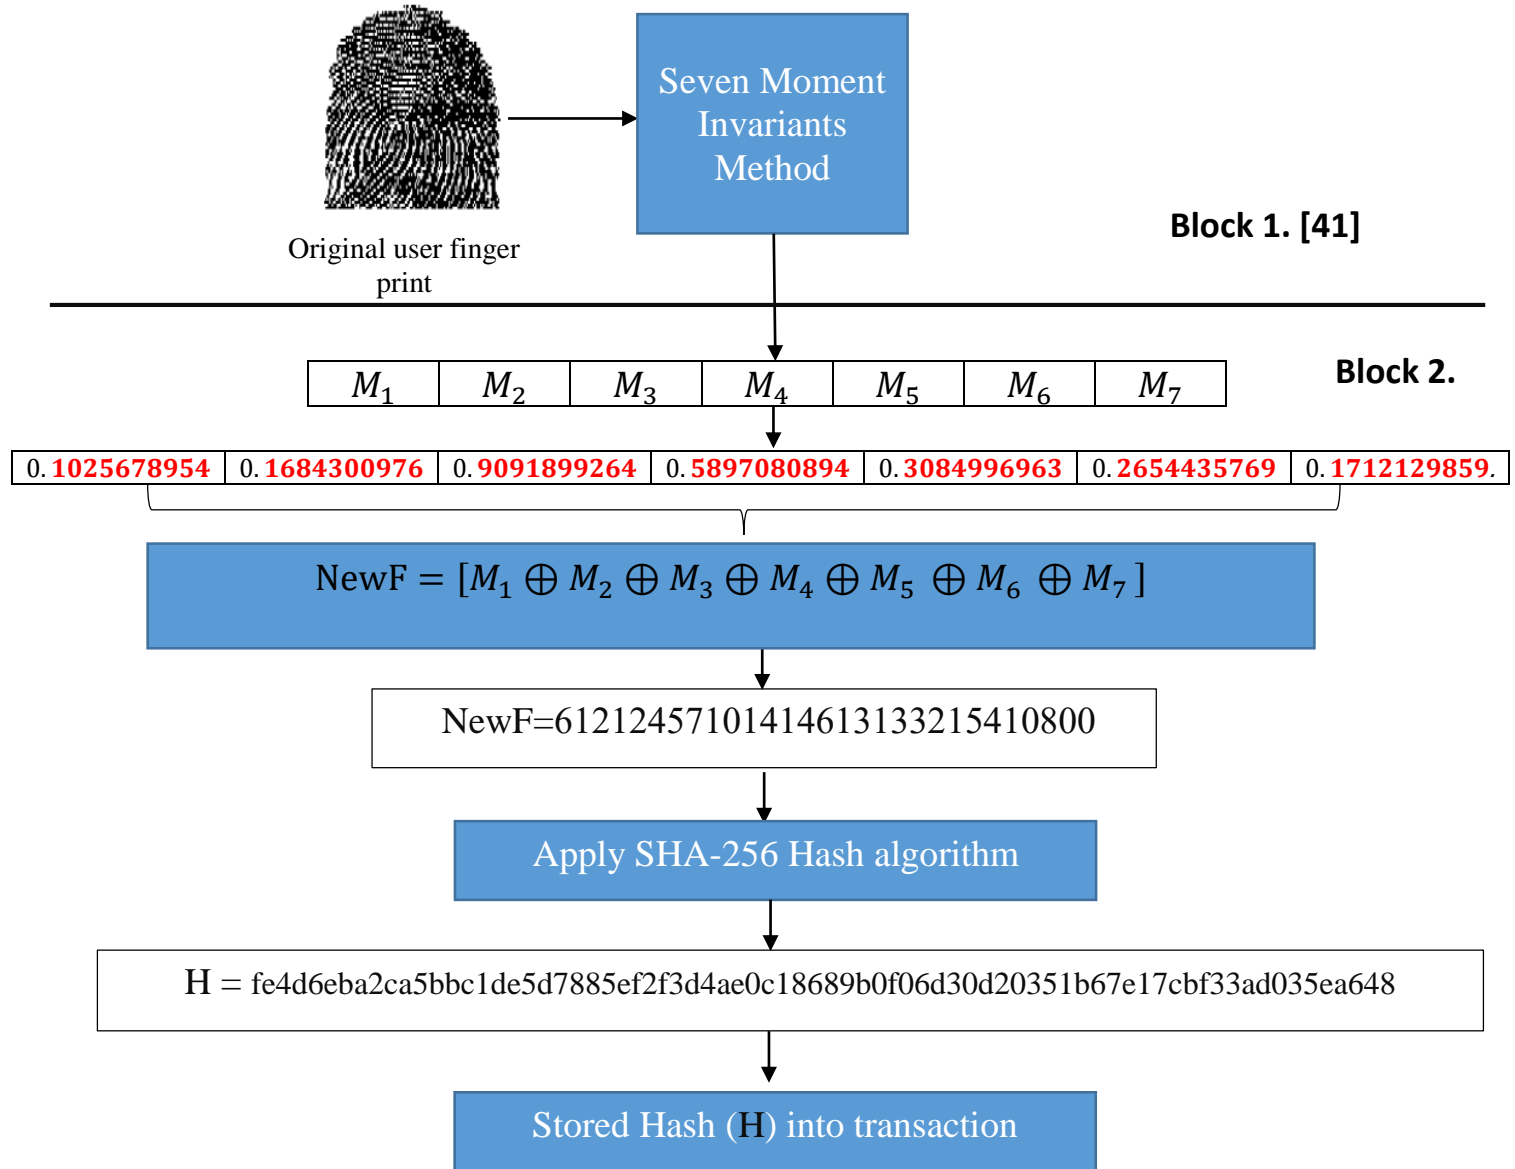 Seven Moment
Invariants
Method
Original user finger
print
Block 1. [41]
Block 2.
M₁ M₂ M₃ M₄ M₅ M₆ M₇
0.1025678954 0.1684300976 0.9091899264 0.5897080894 0.3084996963 0.2654435769 0.1712129859.
NewF = [M₁ ⊕ M₂ ⊕ M₃ ⊕ M₄ ⊕ M₅ ⊕ M₆ ⊕ M₇ ]
NewF=61212457101414613133215410800
Apply SHA-256 Hash algorithm
H = fe4d6eba2ca5bbc1de5d7885ef2f3d4ae0c18689b0f06d30d20351b67e17cbf33ad035ea648
Stored Hash (H) into transaction